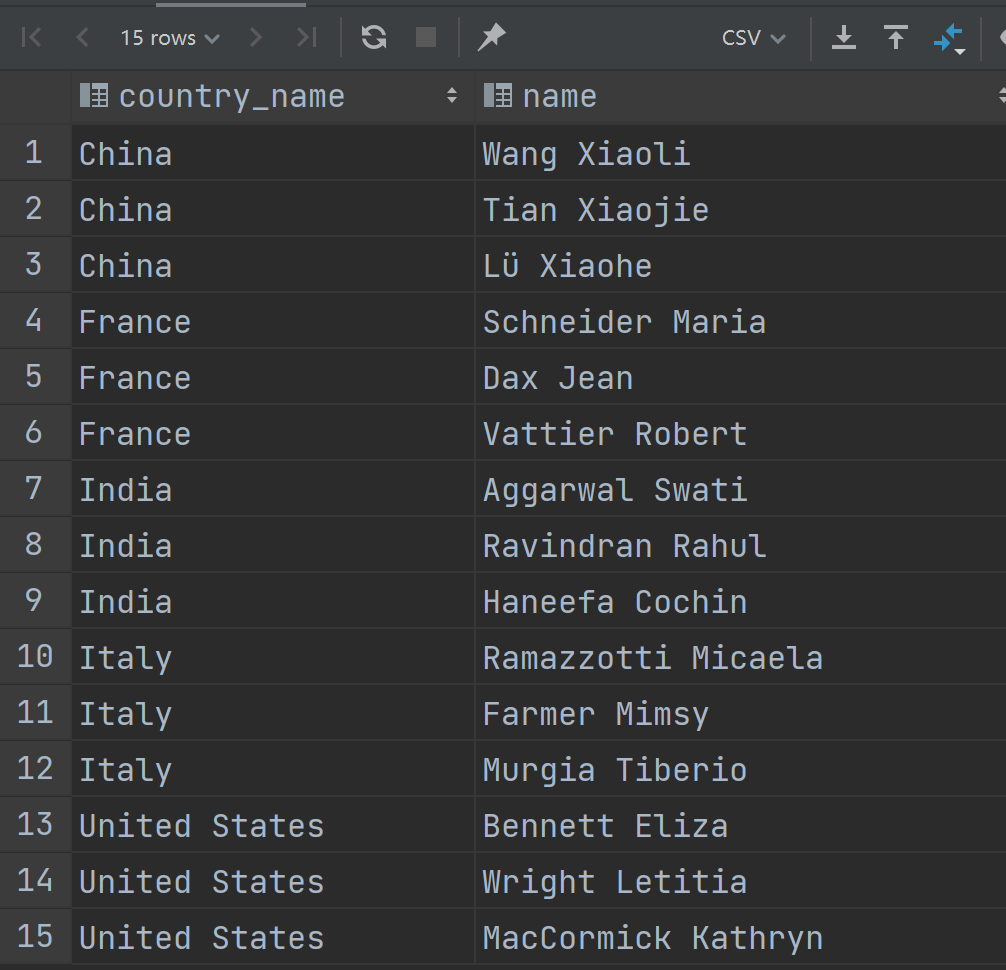 15 rows CSV
country_name name
1 China Wang Xiaoli
2 China Tian Xiaojie
3 China Lü Xiaohe
4 France Schneider Maria
5 France Dax Jean
6 France Vattier Robert
7 India Aggarwal Swati
8 India Ravindran Rahul
9 India Haneefa Cochin
10 Italy Ramazzotti Micaela
11 Italy Farmer Mimsy
12 Italy Murgia Tiberio
13 United States Bennett Eliza
14 United States Wright Letitia
15 United States MacCormick Kathryn